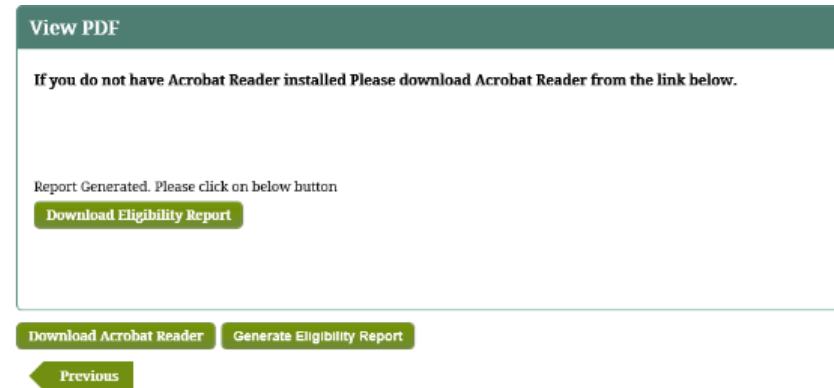 View PDF
If you do not have Acrobat Reader installed Please download Acrobat Reader from the link below.
Report Generated. Please click on below button
Download Eligibility Report
Download Acrobat Reader Generate Eligibility Report
Previous